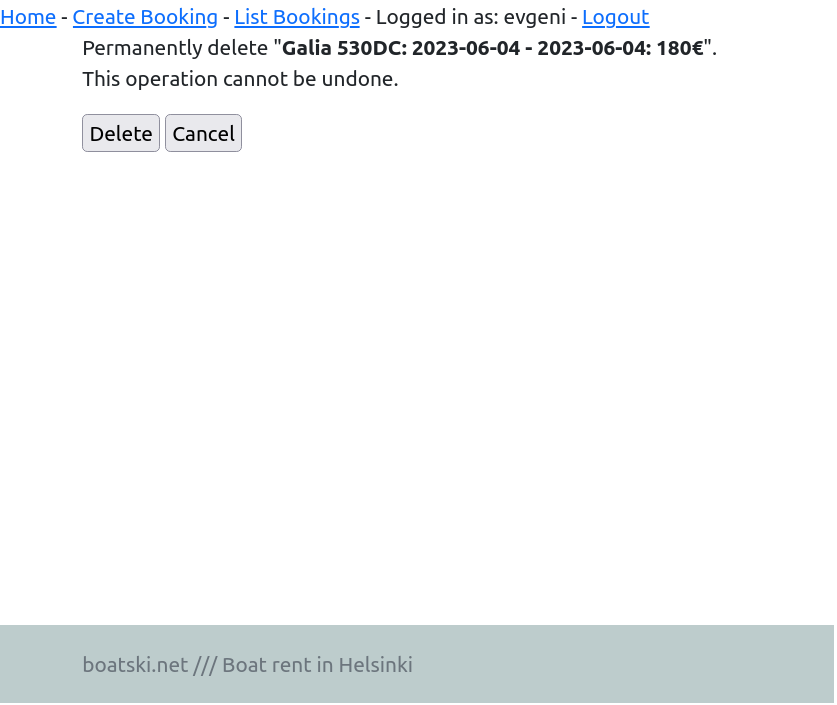 Home - Create Booking - List Bookings - Logged in as: evgeni - Logout
Permanently delete "Galia 530DC: 2023-06-04 - 2023-06-04: 180€".
This operation cannot be undone.
Delete Cancel
boatski.net /// Boat rent in Helsinki